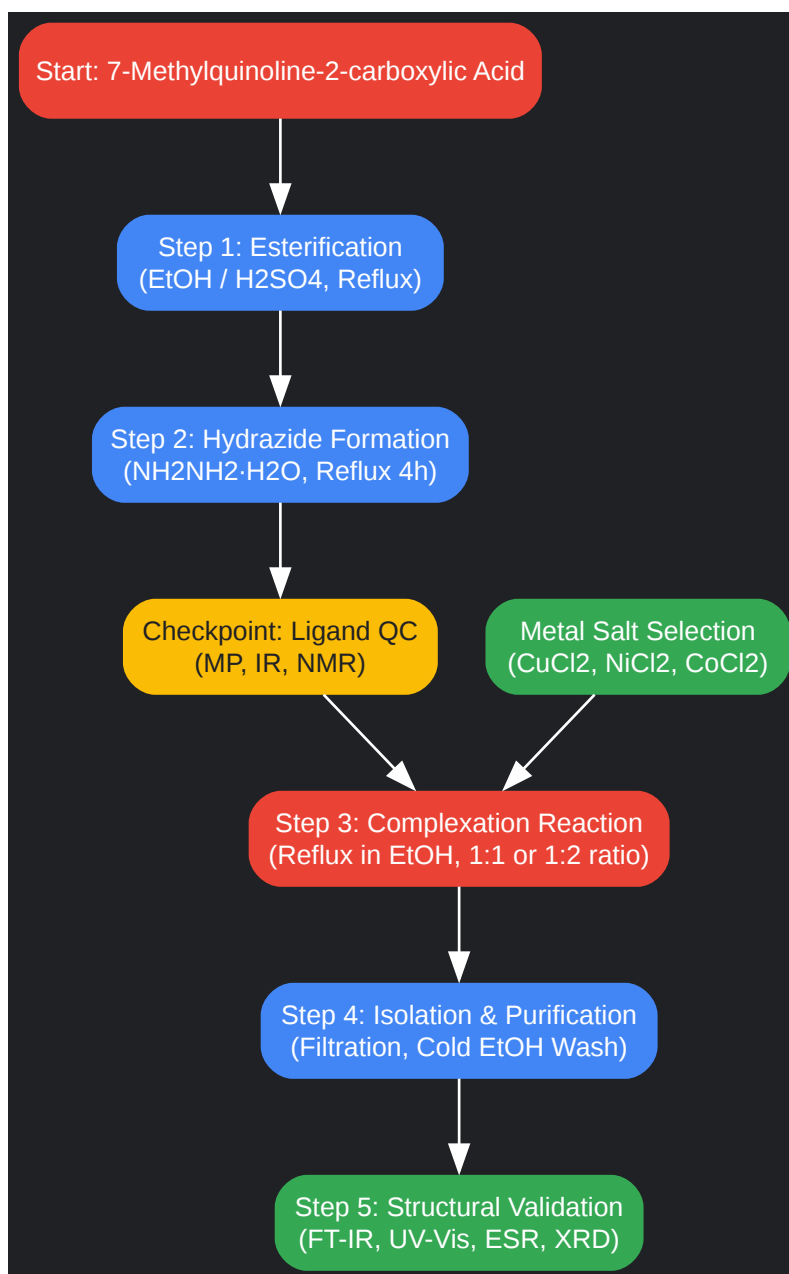 Start: 7-Methylquinoline-2-carboxylic Acid
Step 1: Esterification
(EtOH / H2SO4, Reflux)
Step 2: Hydrazide Formation
(NH2NH2·H2O, Reflux 4h)
Checkpoint: Ligand QC
(MP, IR, NMR)
Metal Salt Selection
(CuCl2, NiCl2, CoCl2)
Step 3: Complexation Reaction
(Reflux in EtOH, 1:1 or 1:2 ratio)
Step 4: Isolation & Purification
(Filtration, Cold EtOH Wash)
Step 5: Structural Validation
(FT-IR, UV-Vis, ESR, XRD)